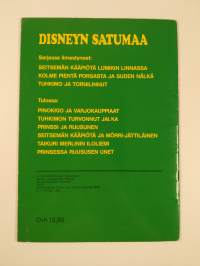 DISNEYN SATUMAA
Sarjassa ilmestyneet:
SEITSEMÄN KÄÄPIÖTÄ LUMIKIN LINNASSA
KOLME PIENTÄ PORSASTA JA SUDEN NÄLKÄ
TUHKIMO JA TORNILINNUT
Tulossa:
PINOKKIO JA VARJOKAUPPIAAT
TUHKIMON TURVONNUT JALKA
PRINSSI JA RUUSUNEN
SEITSEMÄN KÄÄPIÖTÄ JA MÖRRI-JÄTTILÄINEN
TAIKURI MERLININ ILOLIEMI
PRINSESSA RUUSUSEN UNET